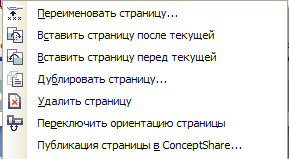 Переименовать страницу...
Вставить страницу после текущей
Вставить страницу перед текущей
Дублировать страницу...
Удалить страницу
Переключить ориентацию страницы
Публикация страницы в ConceptShare...